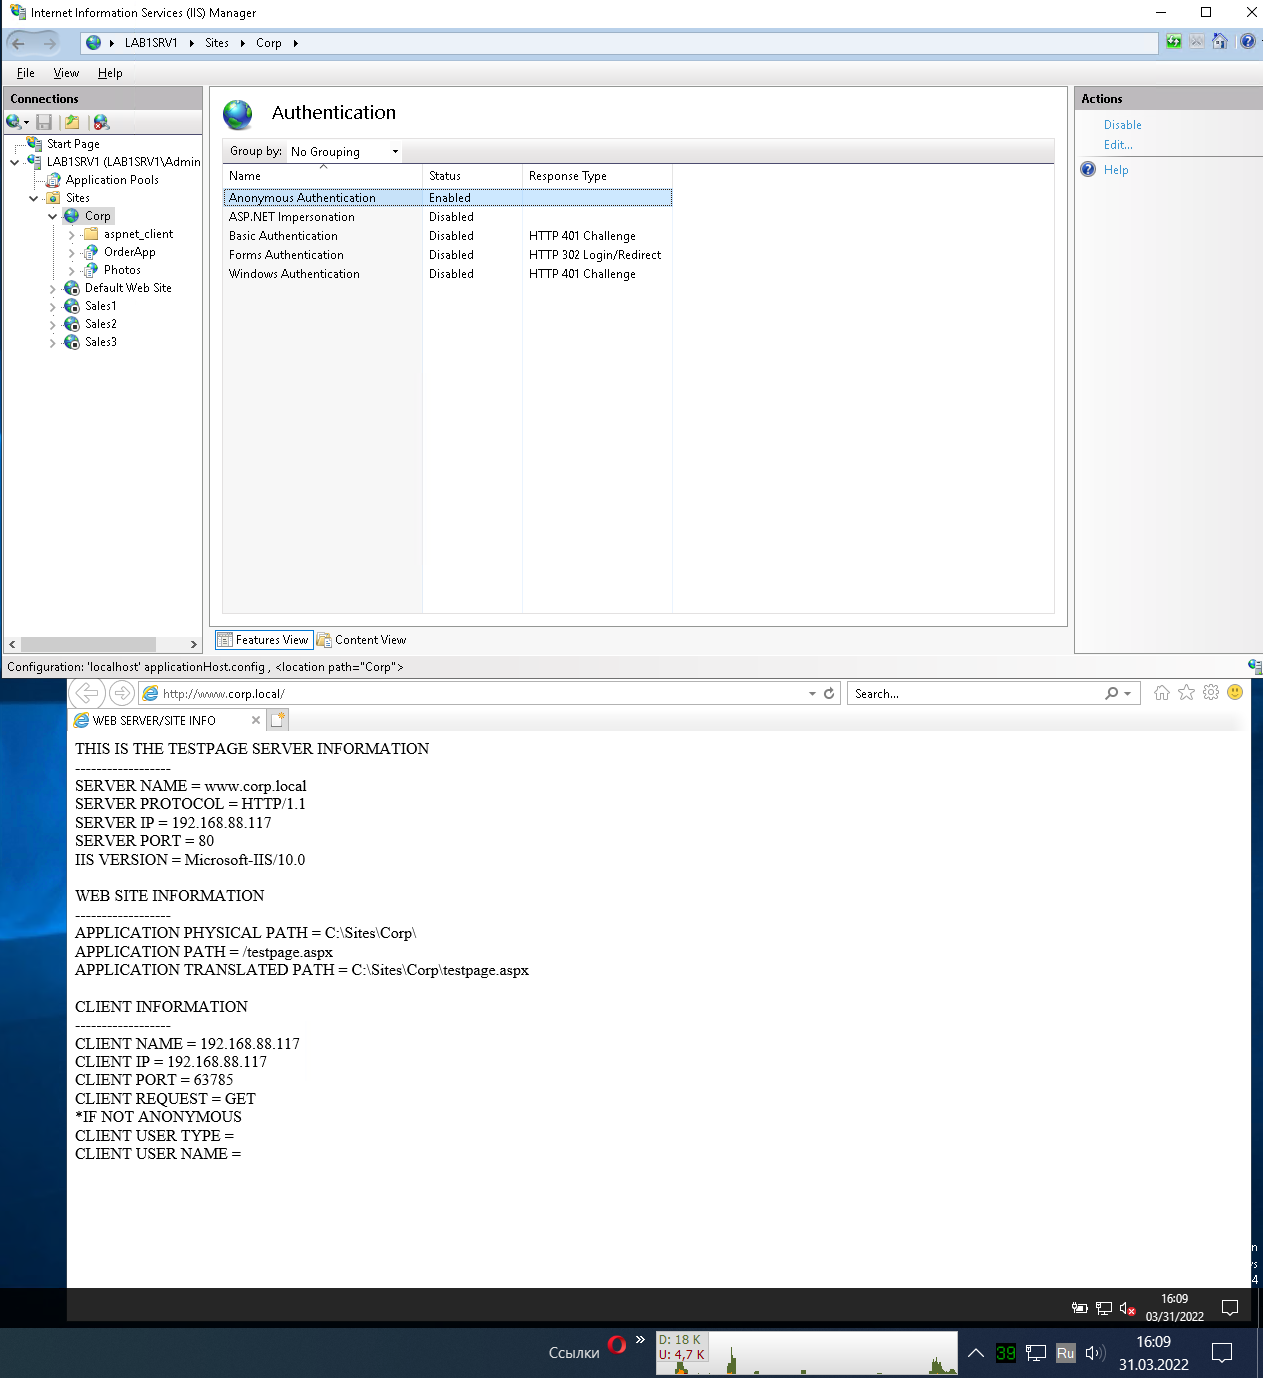 Internet Information Services (IIS) Manager
LAB1SRV1 Sites Corp
File View Help
Connections
Start Page
LAB1SRV1 (LAB1SRV1\Admin
Application Pools
Sites
Corp
aspnet_client
OrderApp
Photos
Default Web Site
Sales1
Sales2
Sales3
Authentication
Group by: No Grouping
Name Status Response Type
Anonymous Authentication Enabled
ASP.NET Impersonation Disabled
Basic Authentication Disabled HTTP 401 Challenge
Forms Authentication Disabled HTTP 302 Login/Redirect
Windows Authentication Disabled HTTP 401 Challenge
Features View Content View
Actions
Disable
Edit...
Help
Configuration: 'localhost' applicationHost.config , <location path="Corp">
http://www.corp.local/ Search...
WEB SERVER/SITE INFO
THIS IS THE TESTPAGE SERVER INFORMATION
------------------
SERVER NAME = www.corp.local
SERVER PROTOCOL = HTTP/1.1
SERVER IP = 192.168.88.117
SERVER PORT = 80
IIS VERSION = Microsoft-IIS/10.0
WEB SITE INFORMATION
------------------
APPLICATION PHYSICAL PATH = C:\Sites\Corp\
APPLICATION PATH = /testpage.aspx
APPLICATION TRANSLATED PATH = C:\Sites\Corp\testpage.aspx
CLIENT INFORMATION
------------------
CLIENT NAME = 192.168.88.117
CLIENT IP = 192.168.88.117
CLIENT PORT = 63785
CLIENT REQUEST = GET
*IF NOT ANONYMOUS
CLIENT USER TYPE =
CLIENT USER NAME =
16:09
03/31/2022
Ссылки
D: 18 K
U: 4,7 K
39
Ru
16:09
31.03.2022